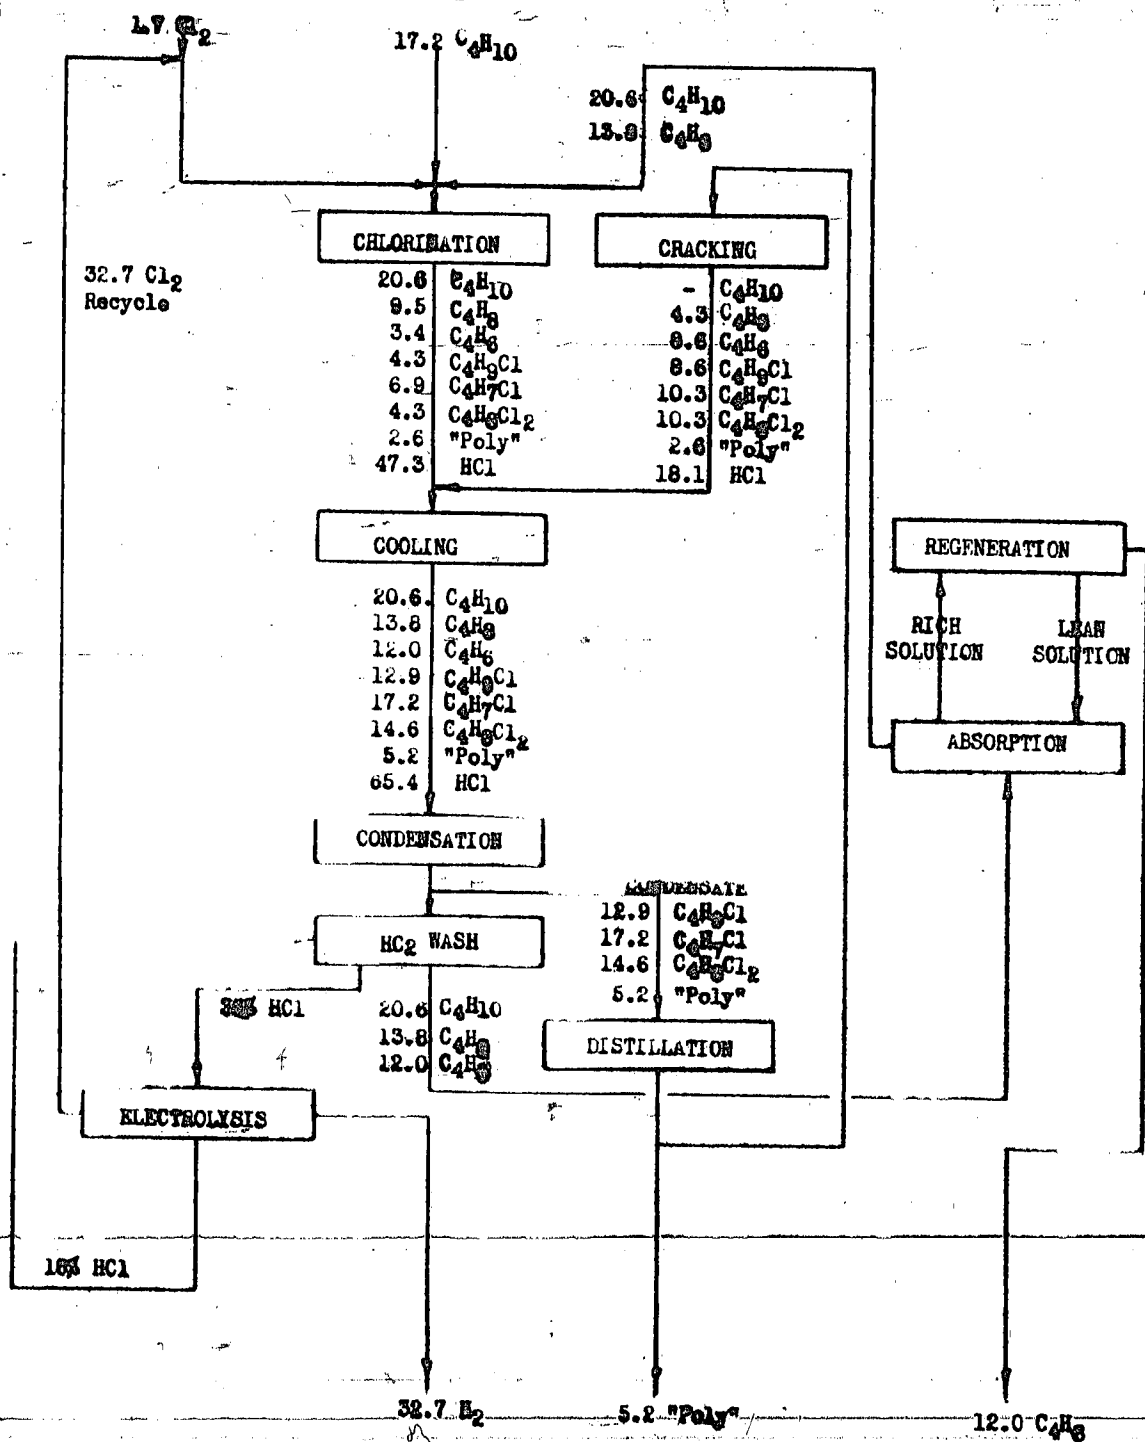 1.7 Cl2
17.2 C4H10
20.6 C4H10
13.8 C4H8
CHLORINATION
CRACKING
32.7 Cl2
Recycle
20.6 C4H10
9.5 C4H8
3.4 C4H6
4.3 C4H9Cl
6.9 C4H7Cl
4.3 C4H8Cl2
2.6 "Poly"
47.3 HCl
- C4H10
4.3 C4H8
8.6 C4H6
8.6 C4H9Cl
10.3 C4H7Cl
10.3 C4H8Cl2
2.6 "Poly"
18.1 HCl
COOLING
REGENERATION
20.6 C4H10
13.8 C4H8
12.0 C4H6
12.9 C4H9Cl
17.2 C4H7Cl
14.6 C4H8Cl2
5.2 "Poly"
65.4 HCl
RICH
SOLUTION
LEAN
SOLUTION
ABSORPTION
CONDENSATION
CONDENSATE
12.9 C4H9Cl
17.2 C4H7Cl
14.6 C4H8Cl2
5.2 "Poly"
WASH
HCl
20.6 C4H10
13.8 C4H8
12.0 C4H6
DISTILLATION
ELECTROLYSIS
HCl
32.7 H2
5.2 "Poly"
12.0 C4H6